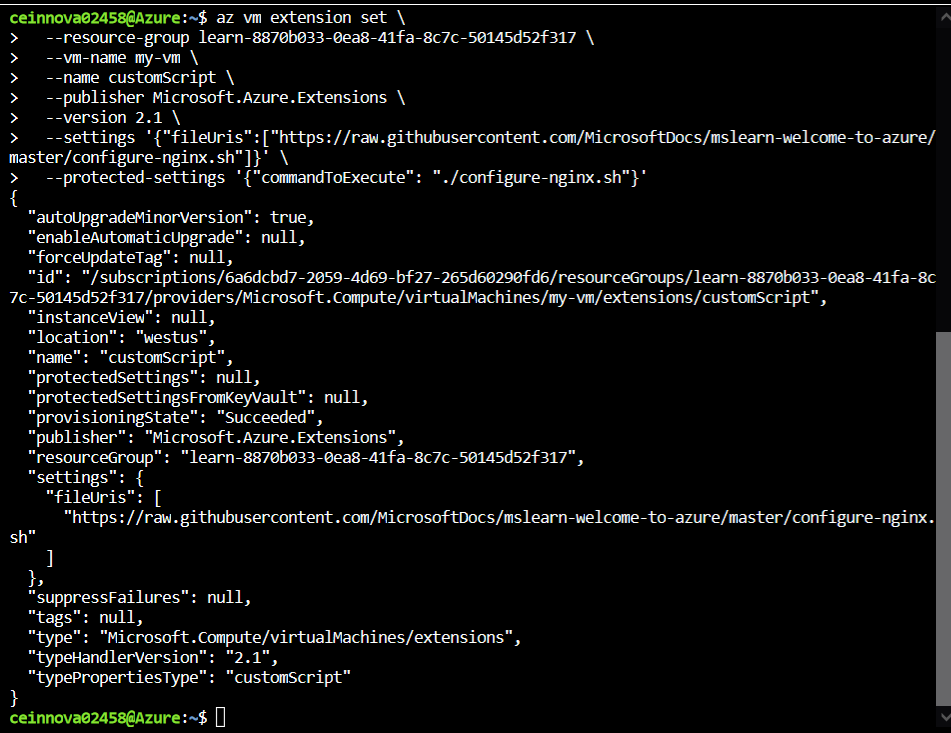 ceinnova02458@Azure:~$ az vm extension set \
>   --resource-group learn-8870b033-0ea8-41fa-8c7c-50145d52f317 \
>   --vm-name my-vm \
>   --name customScript \
>   --publisher Microsoft.Azure.Extensions \
>   --version 2.1 \
>   --settings '{"fileUris":["https://raw.githubusercontent.com/MicrosoftDocs/mslearn-welcome-to-azure/
master/configure-nginx.sh"]}' \
>   --protected-settings '{"commandToExecute": "./configure-nginx.sh"}'
{
  "autoUpgradeMinorVersion": true,
  "enableAutomaticUpgrade": null,
  "forceUpdateTag": null,
  "id": "/subscriptions/6a6dcbd7-2059-4d69-bf27-265d60290fd6/resourceGroups/learn-8870b033-0ea8-41fa-8c
7c-50145d52f317/providers/Microsoft.Compute/virtualMachines/my-vm/extensions/customScript",
  "instanceView": null,
  "location": "westus",
  "name": "customScript",
  "protectedSettings": null,
  "protectedSettingsFromKeyVault": null,
  "provisioningState": "Succeeded",
  "publisher": "Microsoft.Azure.Extensions",
  "resourceGroup": "learn-8870b033-0ea8-41fa-8c7c-50145d52f317",
  "settings": {
    "fileUris": [
      "https://raw.githubusercontent.com/MicrosoftDocs/mslearn-welcome-to-azure/master/configure-nginx.
sh"
    ]
  },
  "suppressFailures": null,
  "tags": null,
  "type": "Microsoft.Compute/virtualMachines/extensions",
  "typeHandlerVersion": "2.1",
  "typePropertiesType": "customScript"
}
ceinnova02458@Azure:~$